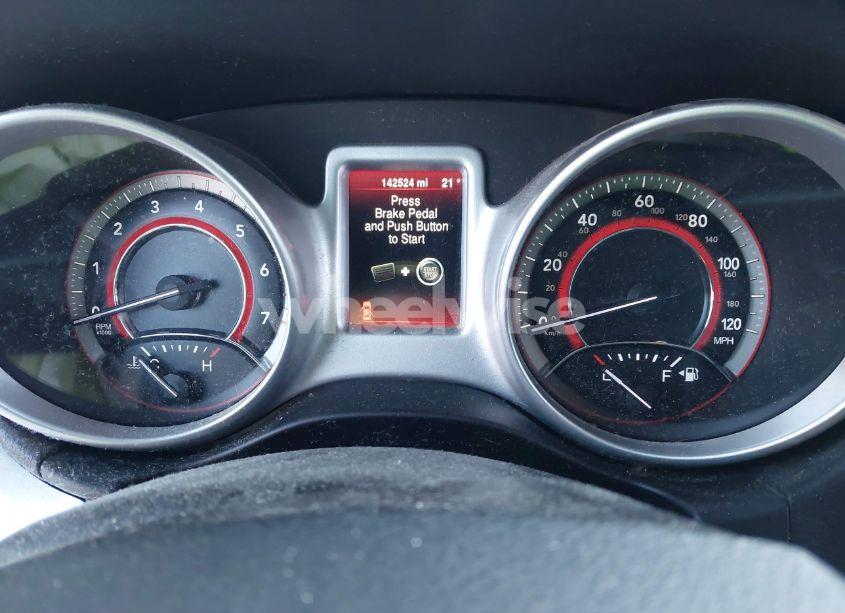 142524 mi 21°
Press
Brake Pedal
and Push Button
to Start
+ START STOP
0 1 2 3 4 5 6 7
RPM
x1000
C H
0 20 40 60 80 100 120
MPH
60 80 100 120 140 160 180
km/h
E F
wheelwise